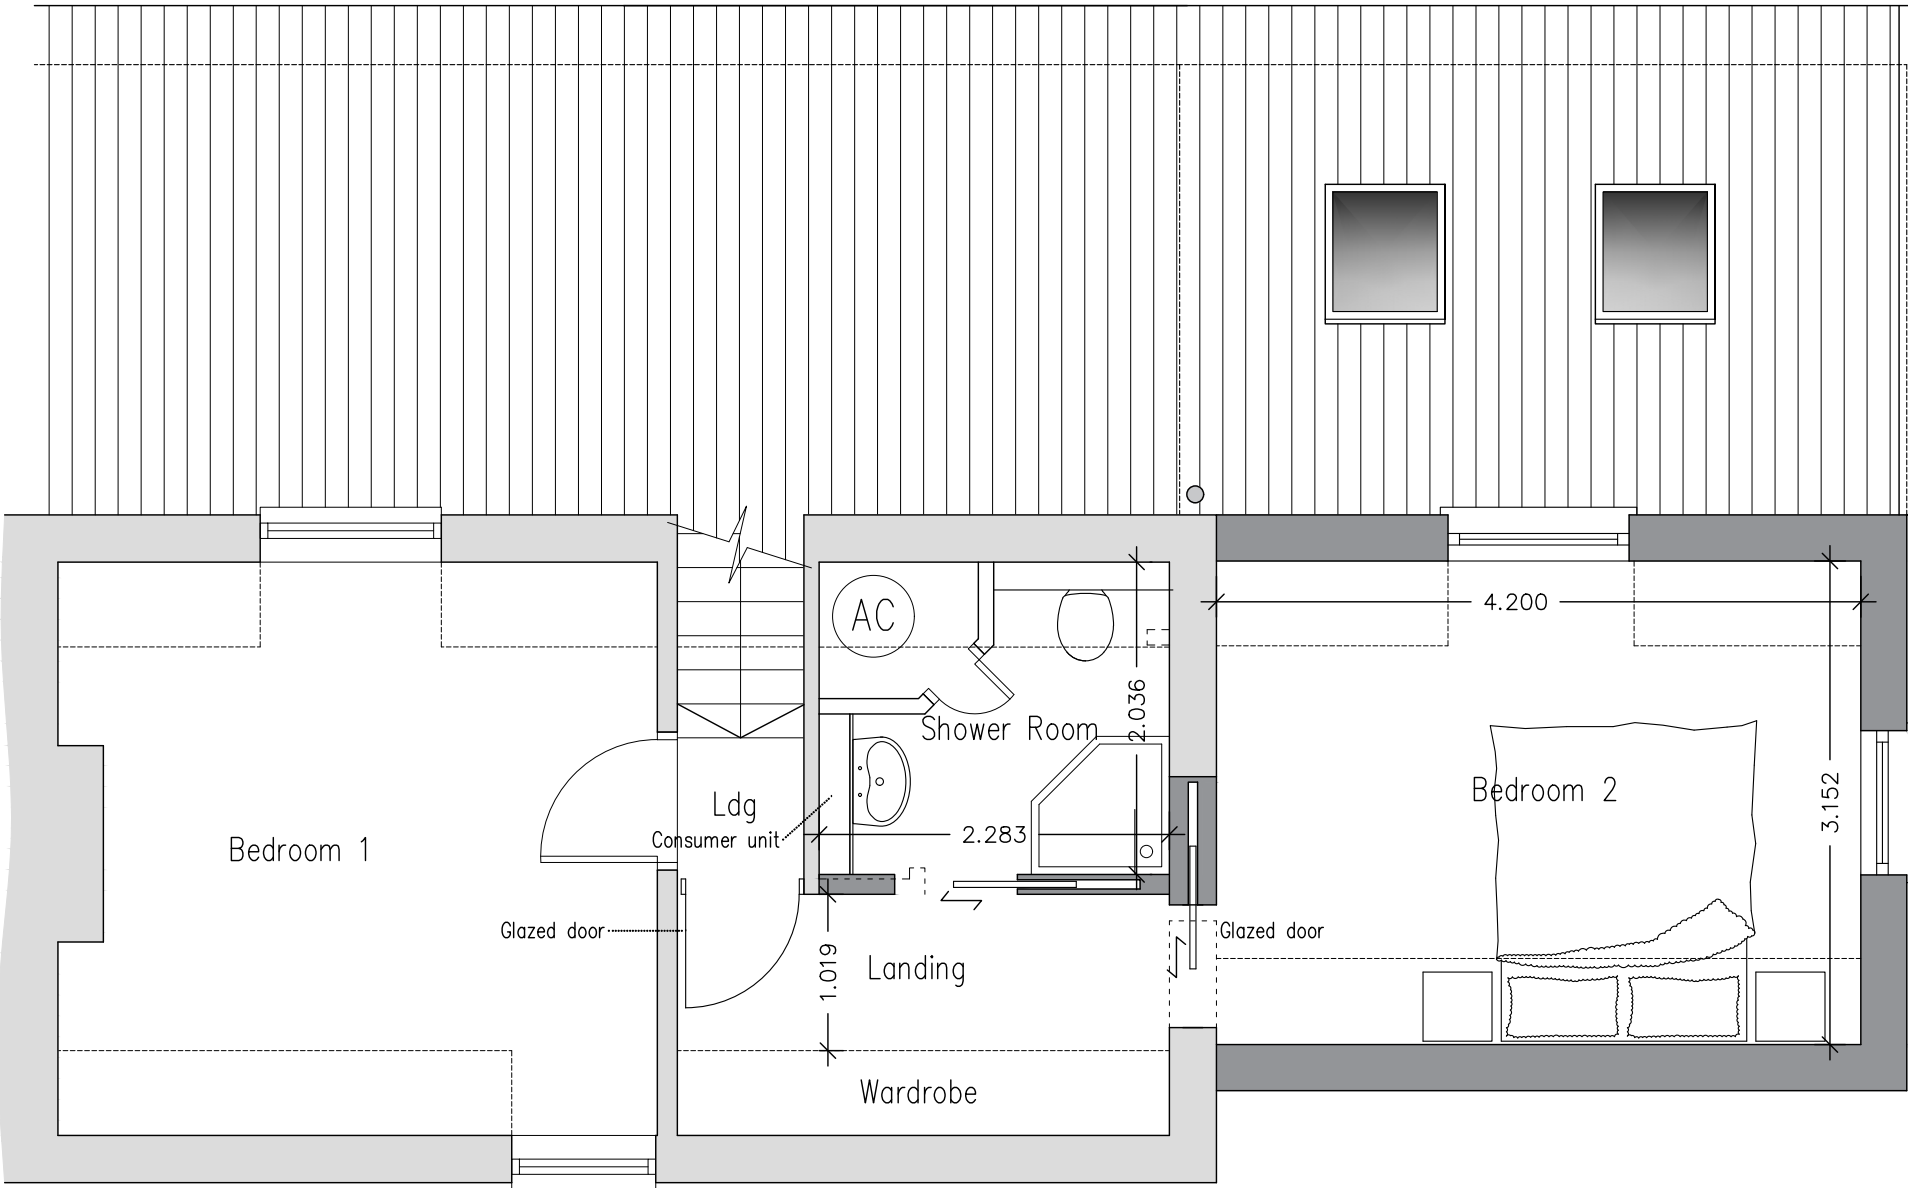 AC
4.200
2.036
Shower Room
Bedroom 2
3.152
Ldg
Consumer unit
2.283
Bedroom 1
Glazed door
Glazed door
1.019
Landing
Wardrobe